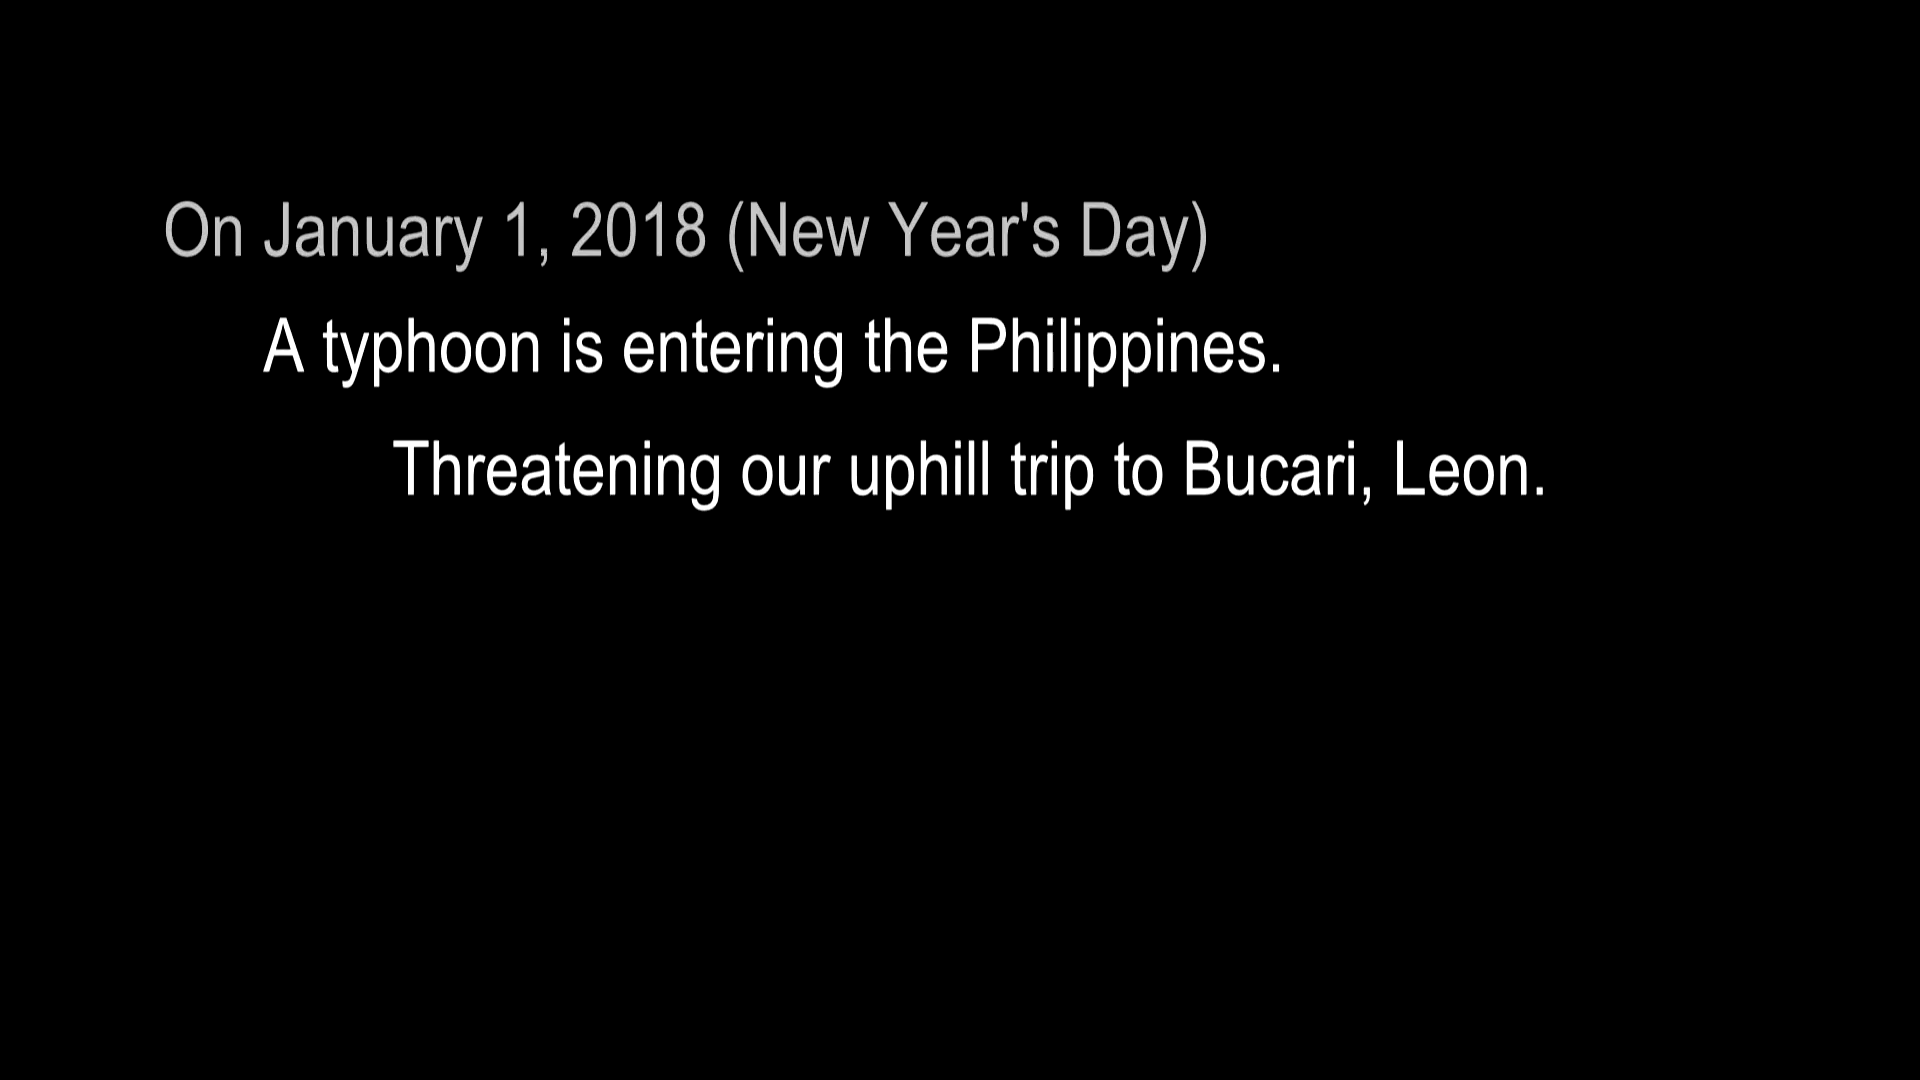 On January 1, 2018 (New Year's Day)
A typhoon is entering the Philippines.
Threatening our uphill trip to Bucari, Leon.